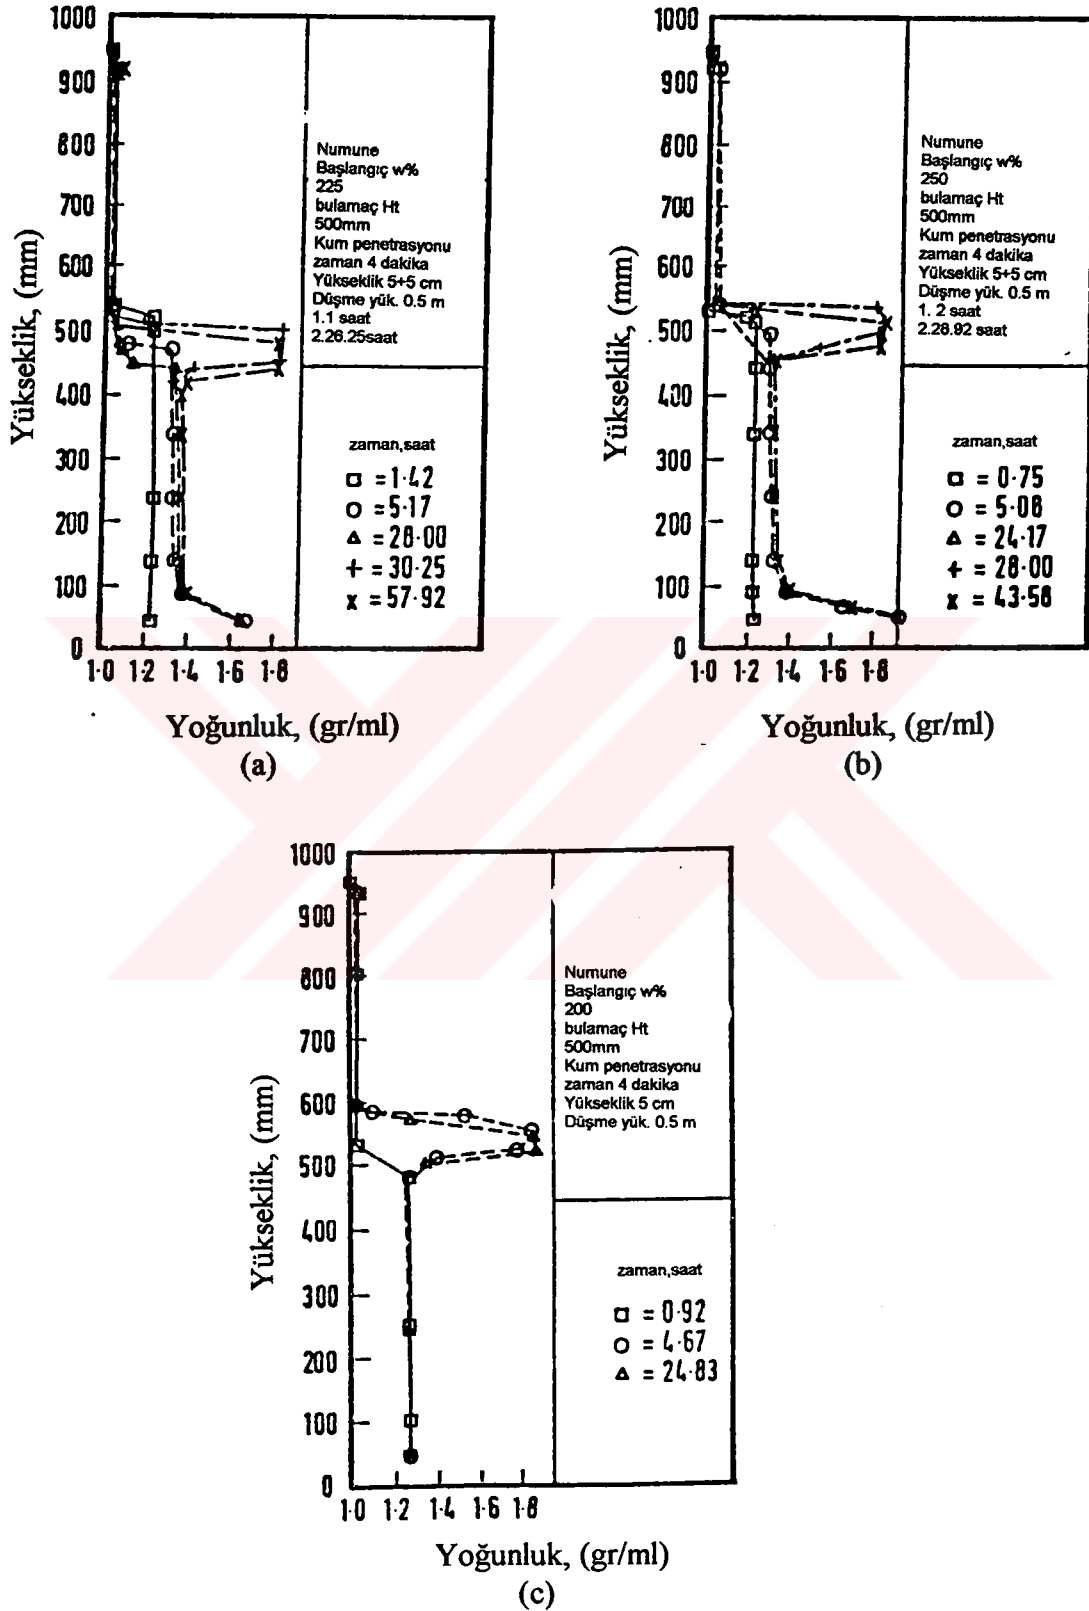 1000
900
800
700
600
500
400
300
200
100
0
Yükseklik, (mm)
Numune
Başlangıç w%
225
bulamaç Ht
500mm
Kum penetrasyonu
zaman 4 dakika
Yükseklik 5+5 cm
Düşme yük. 0.5 m
1.1 saat
2.26.25saat
zaman,saat
□ =1·42
○ =5·17
△ =28·00
+ =30·25
x =57·92
1·0 1·2 1·4 1·6 1·8
Yoğunluk, (gr/ml)
(a)
1000
900
800
700
600
500
400
300
200
100
0
Yükseklik, (mm)
Numune
Başlangıç w%
250
bulamaç Ht
500mm
Kum penetrasyonu
zaman 4 dakika
Yükseklik 5+5 cm
Düşme yük. 0.5 m
1. 2 saat
2.28.92 saat
zaman,saat
□ = 0·75
○ = 5·08
△ = 24·17
+ = 28·00
x = 43·58
1·0 1·2 1·4 1·6 1·8
Yoğunluk, (gr/ml)
(b)
1000
900
800
700
600
500
400
300
200
100
0
Yükseklik, (mm)
Numune
Başlangıç w%
200
bulamaç Ht
500mm
Kum penetrasyonu
zaman 4 dakika
Yükseklik 5 cm
Düşme yük. 0.5 m
zaman,saat
□ = 0·92
○ = 4·67
△ = 24·83
1·0 1·2 1·4 1·6 1·8
Yoğunluk, (gr/ml)
(c)